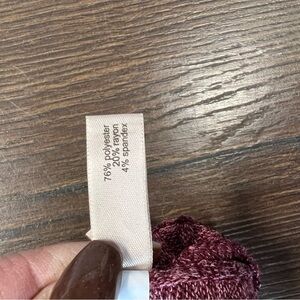 76% polyester
20% rayon
4% spandex